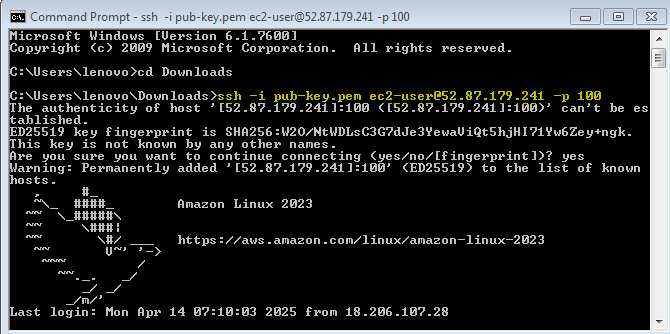 Command Prompt - ssh -i pub-key.pem ec2-user@52.87.179.241 -p 100
Microsoft Windows [Version 6.1.7600]
Copyright (c) 2009 Microsoft Corporation.  All rights reserved.
C:\Users\lenovo>cd Downloads
C:\Users\lenovo\Downloads>ssh -i pub-key.pem ec2-user@52.87.179.241 -p 100
The authenticity of host '[52.87.179.241]:100 ([52.87.179.241]:100)' can't be es
tablished.
ED25519 key fingerprint is SHA256:W2O/NtWDLsC3G7dJe3YewaViQt5hjHI71Yw6Zey+ngk.
This key is not known by any other names.
Are you sure you want to continue connecting (yes/no/[fingerprint])? yes
Warning: Permanently added '[52.87.179.241]:100' (ED25519) to the list of known
hosts.
   ,     #_
   ~\_  ####_        Amazon Linux 2023
  ~~  \_#####\
  ~~     \###|
  ~~       \#/ ___   https://aws.amazon.com/linux/amazon-linux-2023
   ~~       V~' '->
    ~~~         /
      ~~._.   _/
         _/ _/
       _/m/'
Last login: Mon Apr 14 07:10:03 2025 from 18.206.107.28